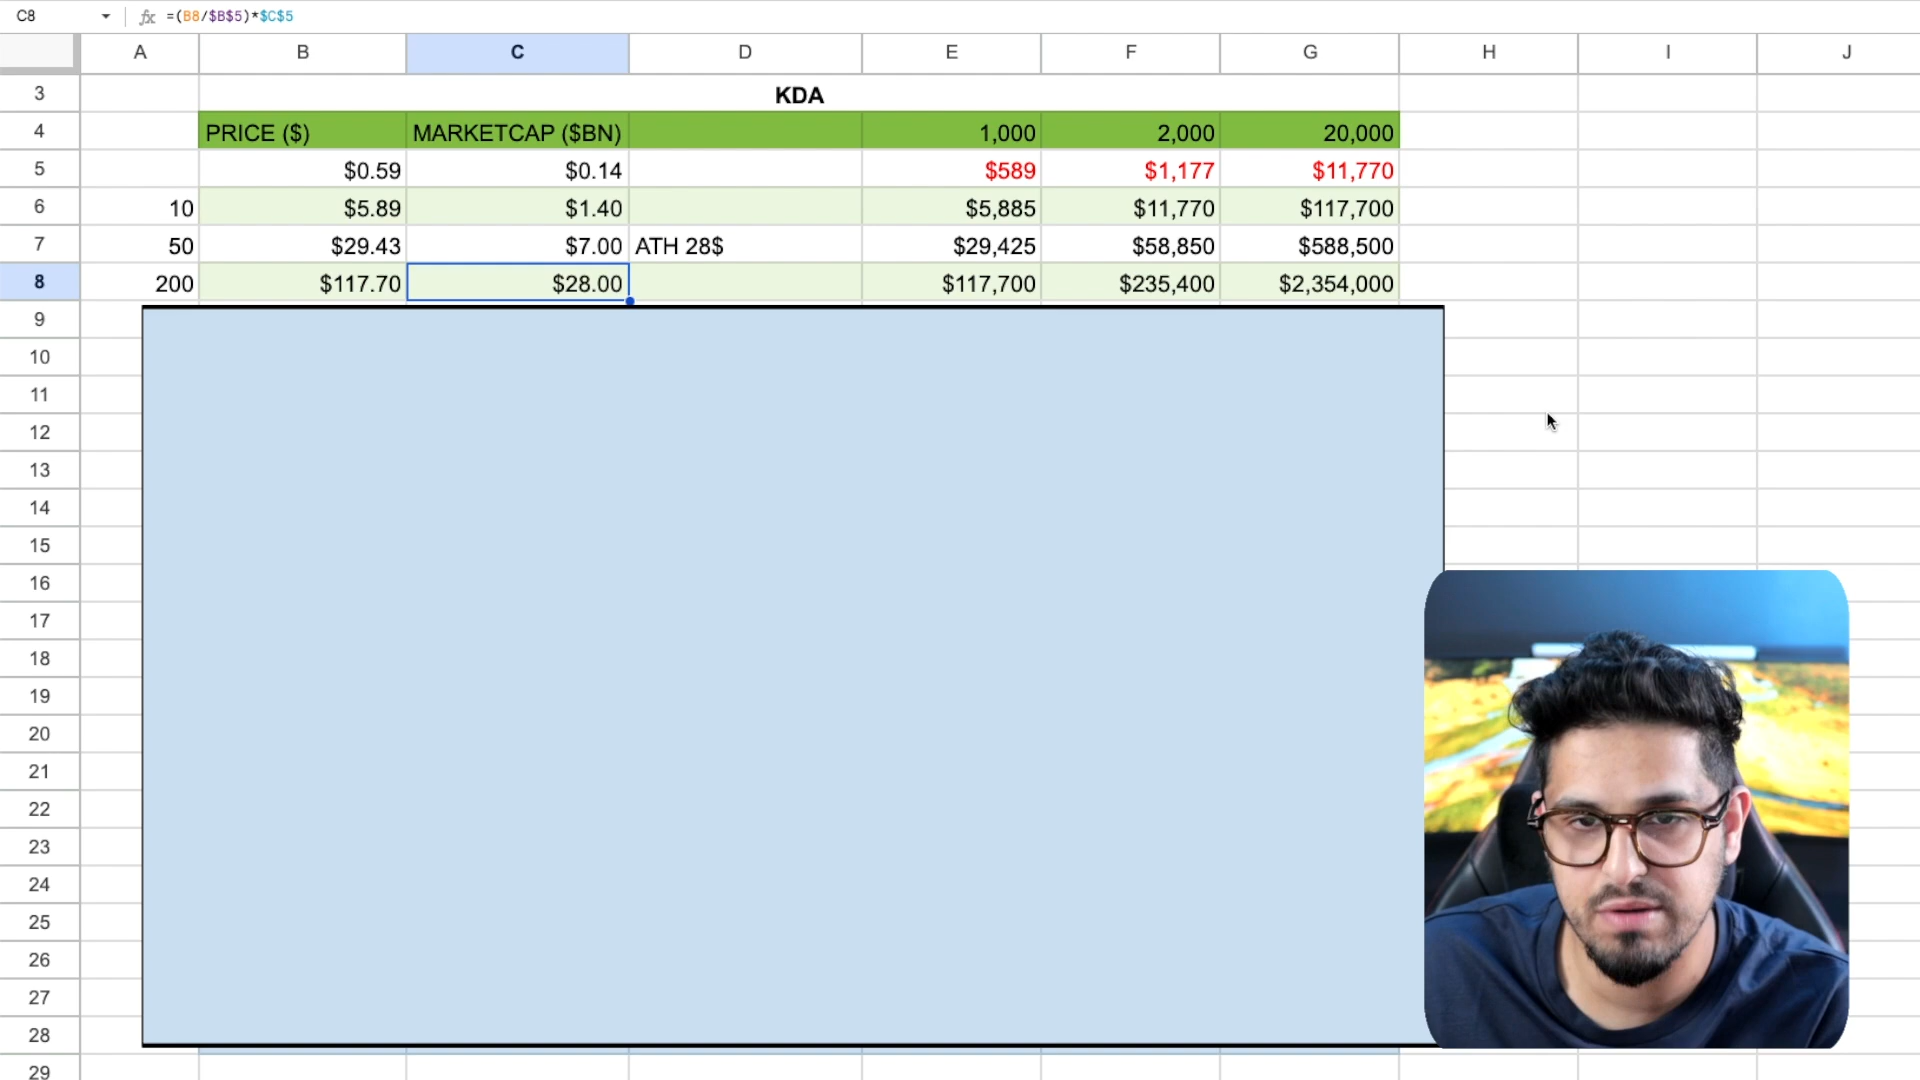 C8 fx =(B8/$B$5)*$C$5
A B C D E F G H I J
3 KDA
4 PRICE ($) MARKETCAP ($BN) 1,000 2,000 20,000
5 $0.59 $0.14 $589 $1,177 $11,770
6 10 $5.89 $1.40 $5,885 $11,770 $117,700
7 50 $29.43 $7.00 ATH 28$ $29,425 $58,850 $588,500
8 200 $117.70 $28.00 $117,700 $235,400 $2,354,000
9
10
11
12
13
14
15
16
17
18
19
20
21
22
23
24
25
26
27
28
29